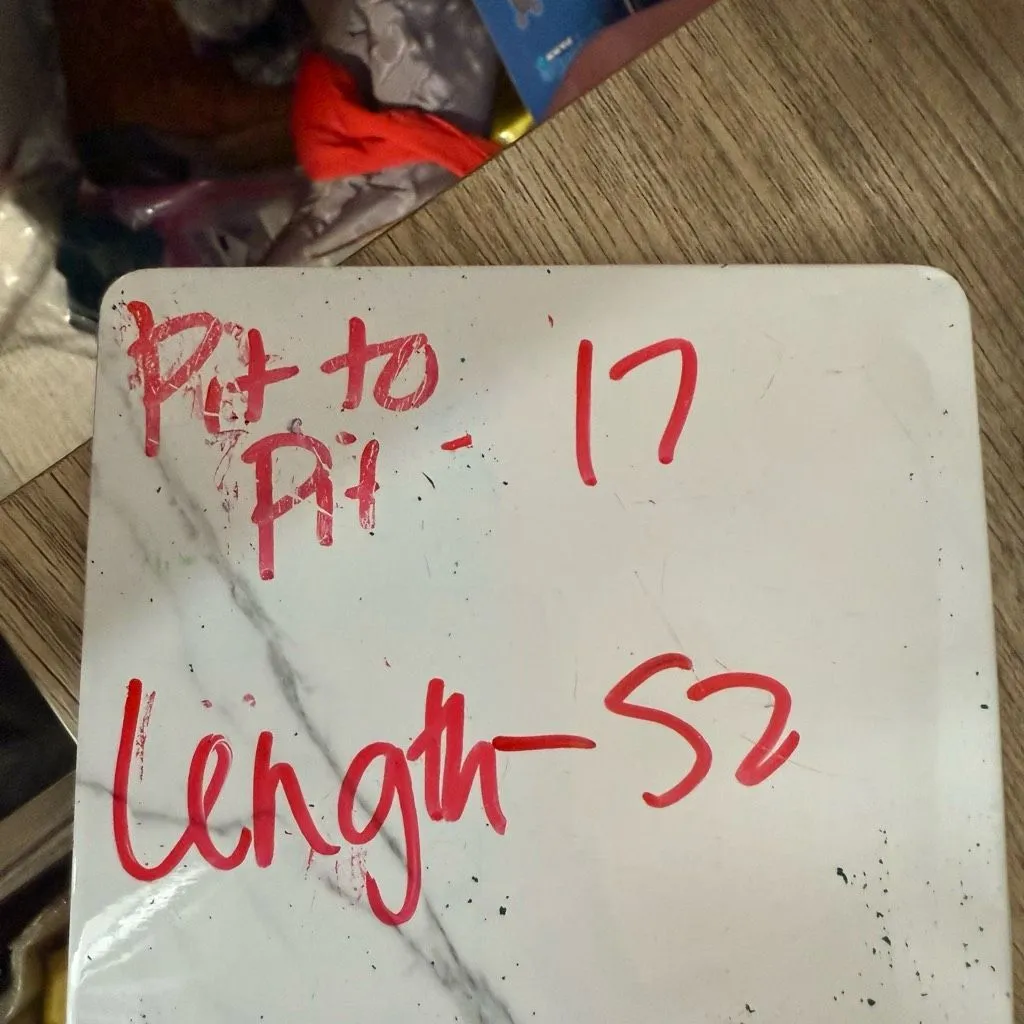 Pit to
Pit - 17
Length - 52